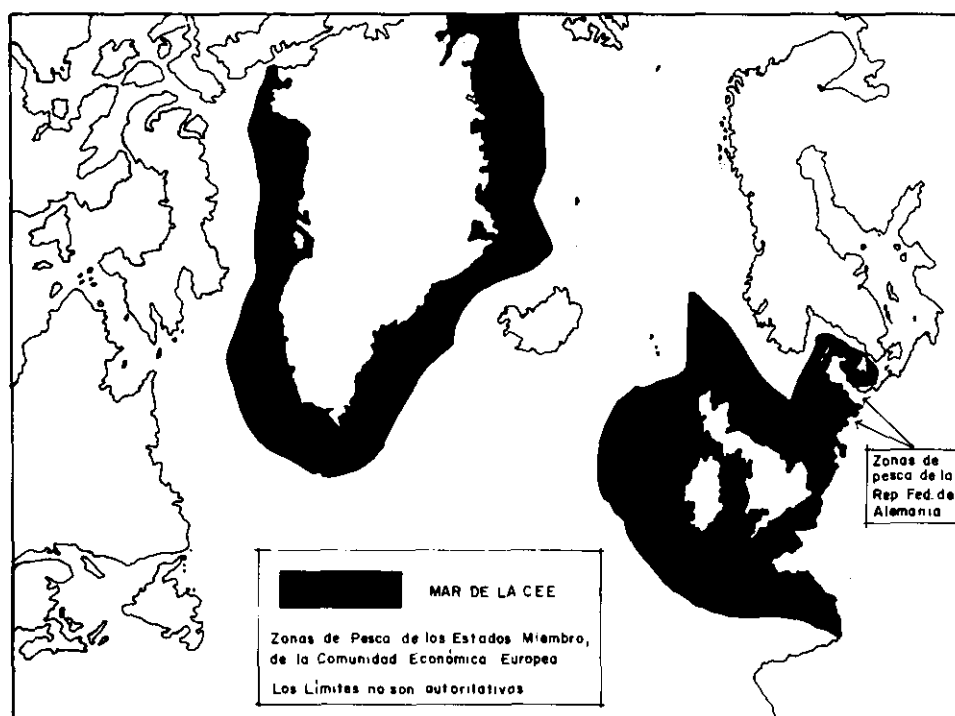 Zonas de
pesca de la
Rep Fed. de
Alemania
MAR DE LA CEE
Zonas de Pesca de los Estados Miembro,
de la Comunidad Económica Europea
Los Límites no son autoritativos